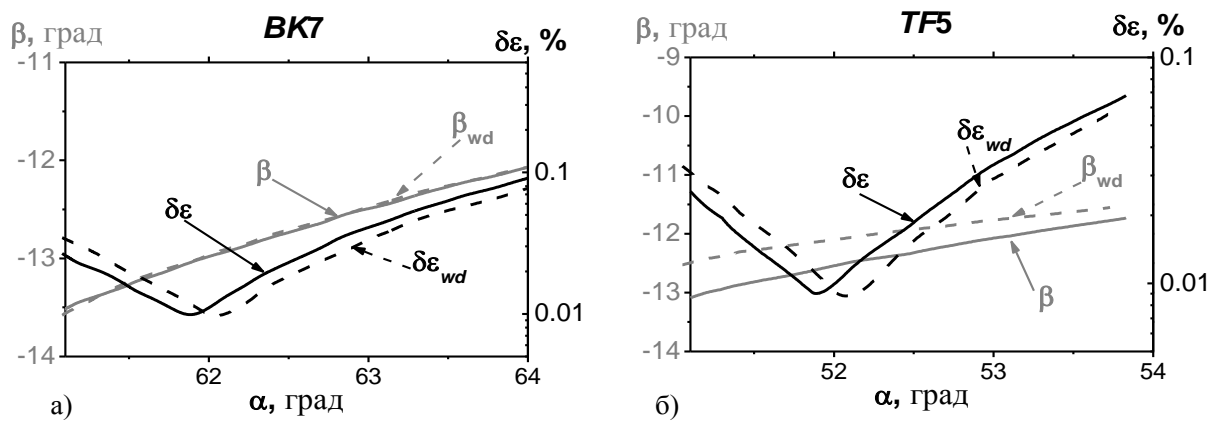 BK7
β, град
δε, %
-11
-12
-13
-14
0.1
0.01
β
β_wd
δε
δε_wd
62
63
64
α, град
а)
TF5
β, град
δε, %
-9
-10
-11
-12
-13
-14
0.1
0.01
δε_wd
β_wd
δε
β
52
53
54
α, град
б)